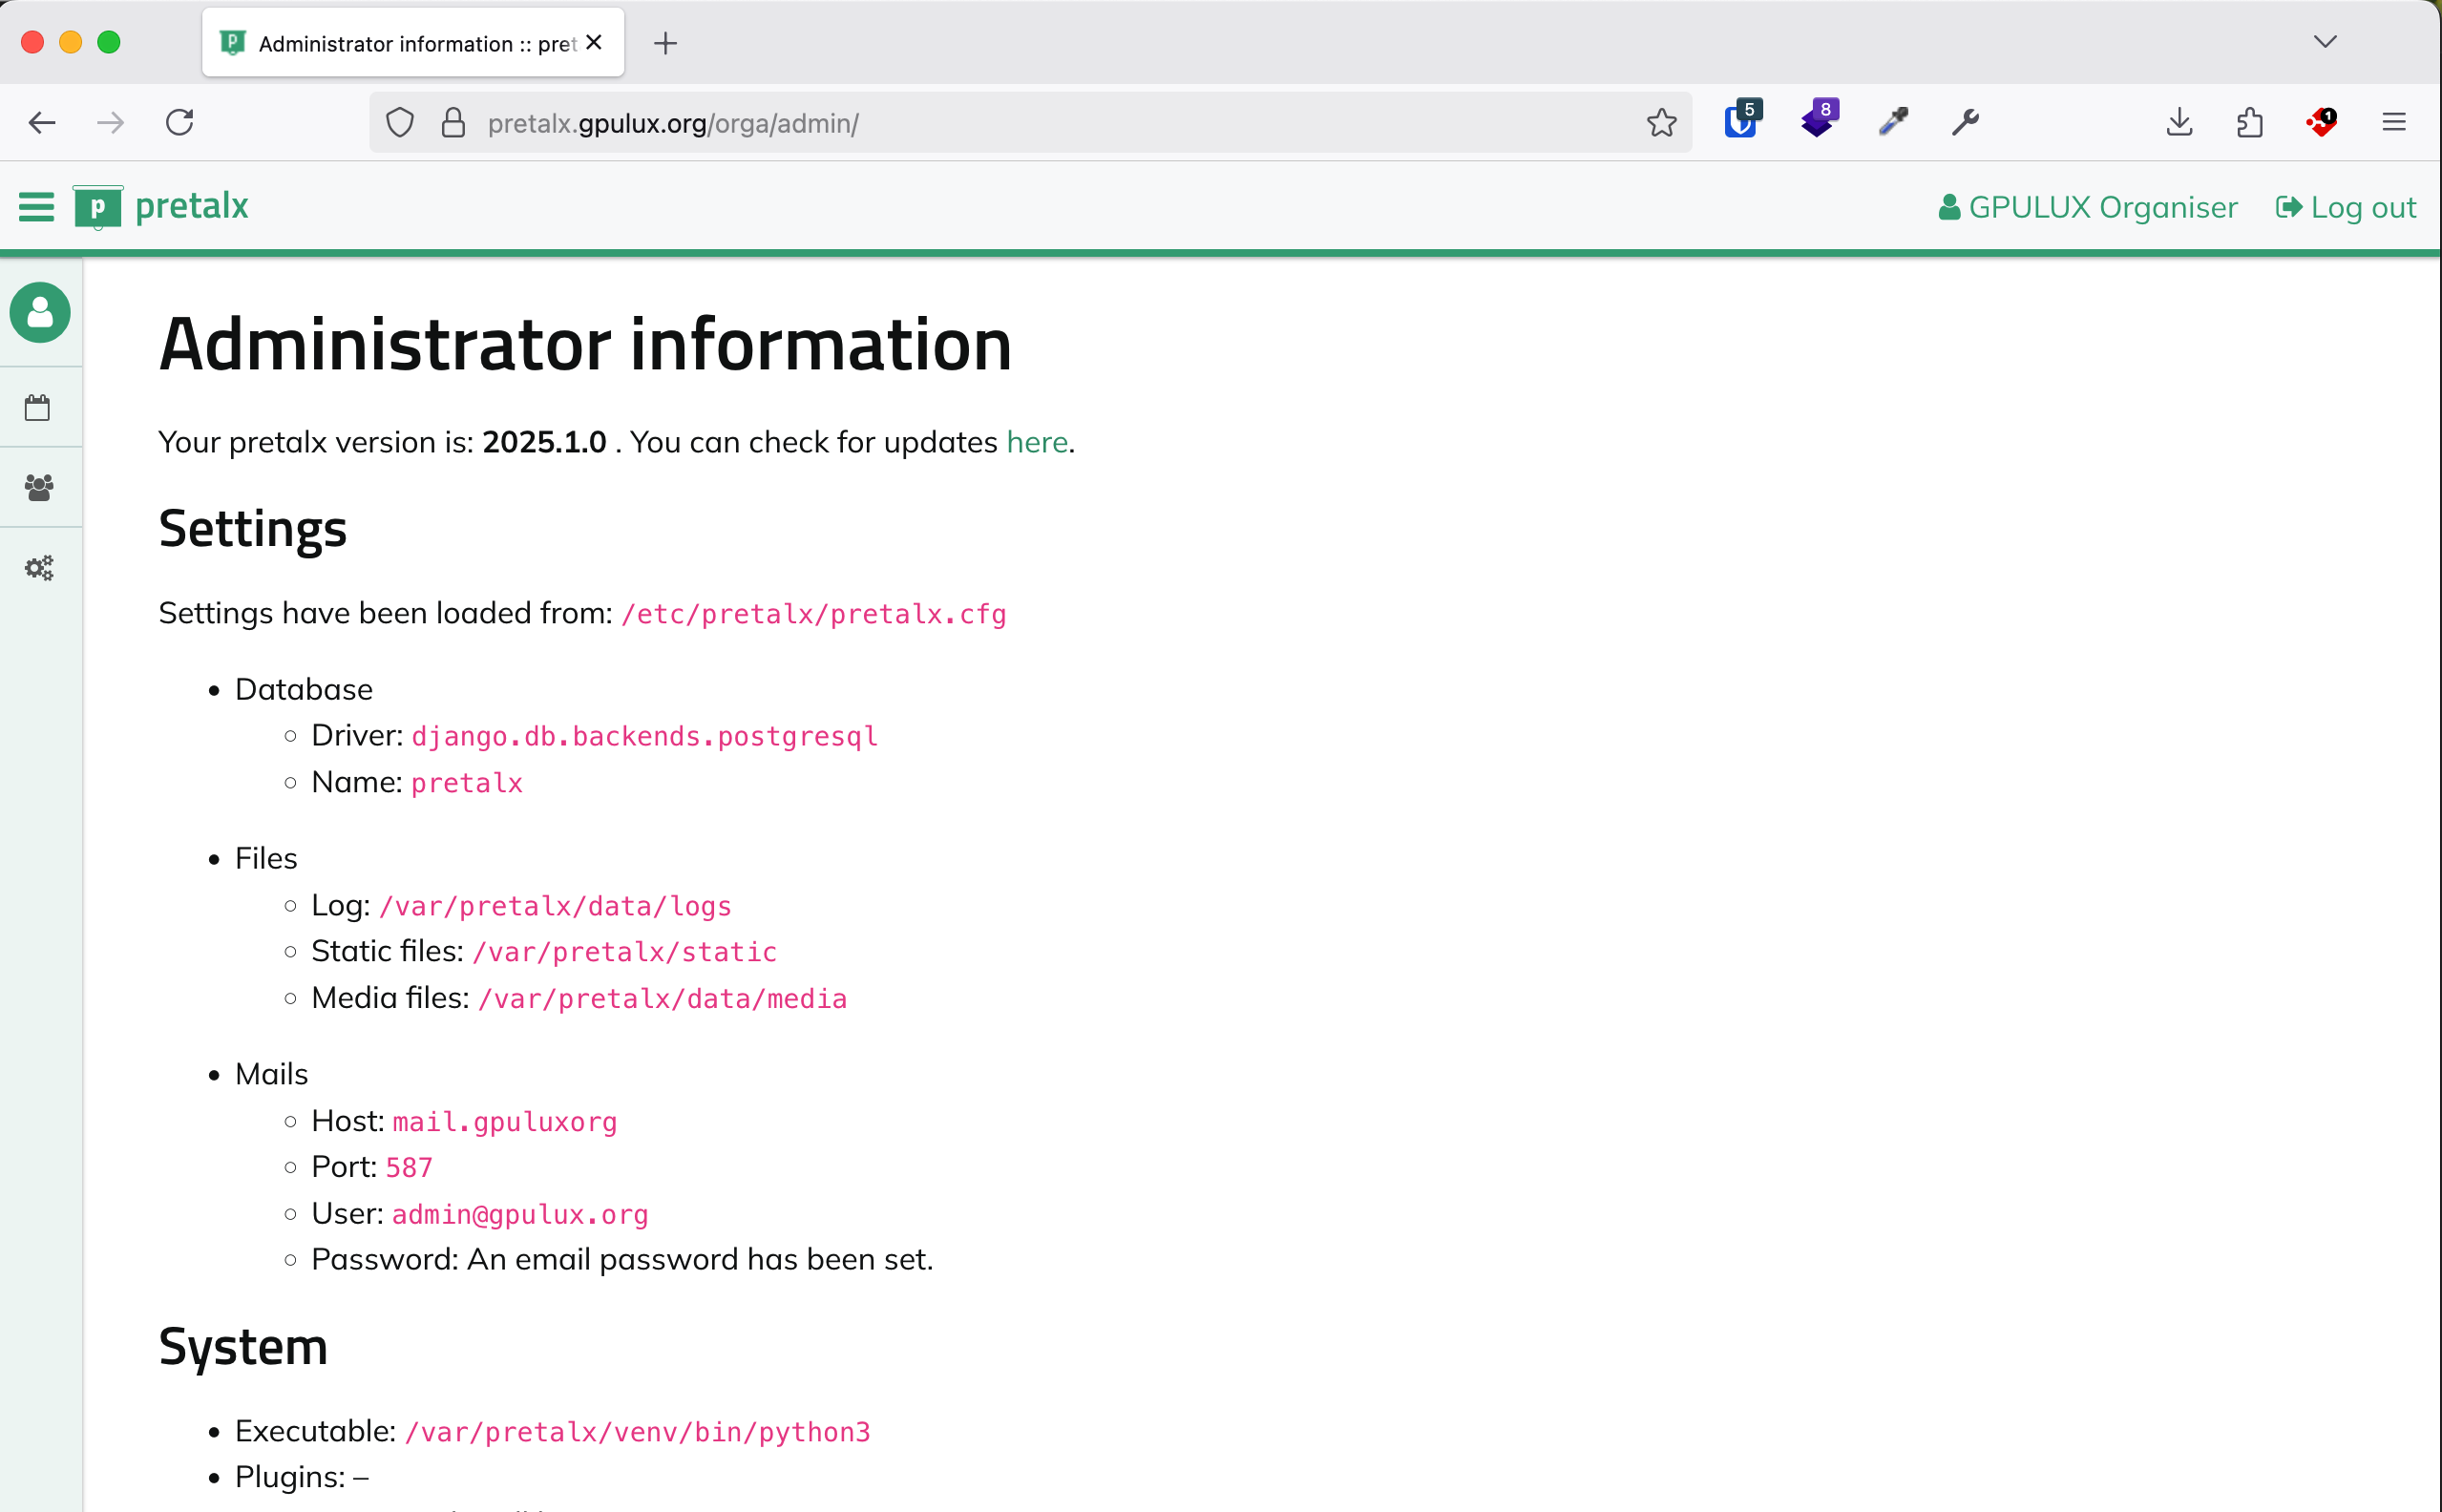 Administrator information :: pret
5
8
1
pretalx.gpulux.org/orga/admin/
p pretalx
GPULUX Organiser
Log out
Administrator information
Your pretalx version is: 2025.1.0 . You can check for updates here.
Settings
Settings have been loaded from: /etc/pretalx/pretalx.cfg
Database
Driver: django.db.backends.postgresql
Name: pretalx
Files
Log: /var/pretalx/data/logs
Static files: /var/pretalx/static
Media files: /var/pretalx/data/media
Mails
Host: mail.gpuluxorg
Port: 587
User: admin@gpulux.org
Password: An email password has been set.
System
Executable: /var/pretalx/venv/bin/python3
Plugins: –